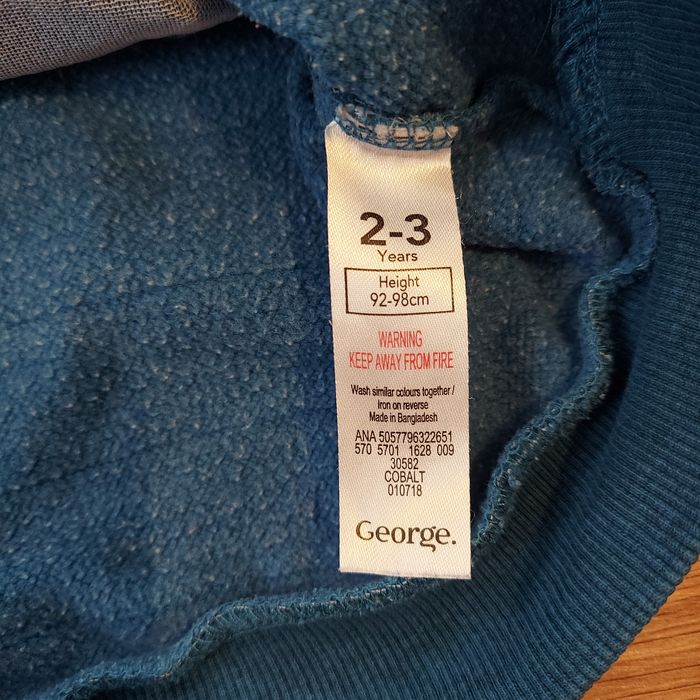 2-3
Years
Height
92-98cm
WARNING
KEEP AWAY FROM FIRE
Wash similar colours together /
Iron on reverse
Made in Bangladesh
ANA 5057796322651
570 5701 1628 009
30582
COBALT
010718
George.